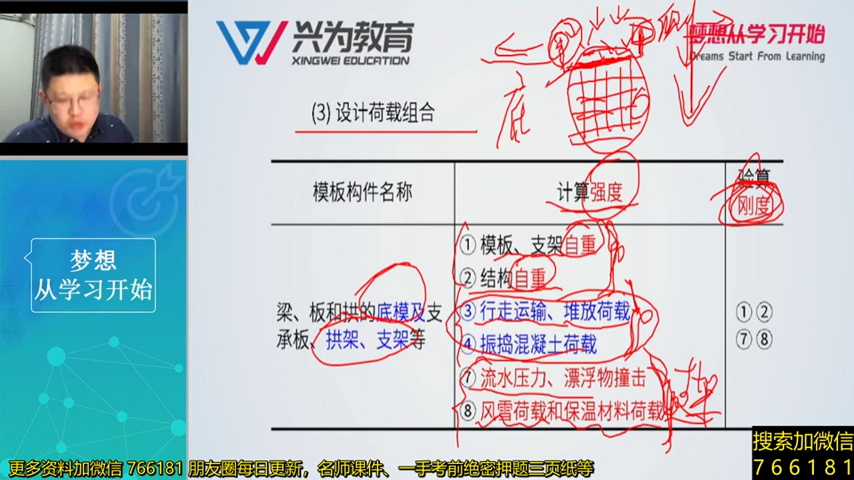 兴为教育
XINGWEI EDUCATION
梦想从学习开始
Dreams Start From Learning
(3) 设计荷载组合
底
模板构件名称
计算强度
验算
刚度
① 模板、支架自重
② 结构自重
③ 行走运输、堆放荷载
④ 振捣混凝土荷载
⑦ 流水压力、漂浮物撞击
⑧ 风雪荷载和保温材料荷载
梁、板和拱的底模及支
承板、拱架、支架等
① ②
⑦ ⑧
梦想
从学习开始
搜索加微信
766181
更多资料加微信 766181 朋友圈每日更新，名师课件、一手考前绝密押题三页纸等